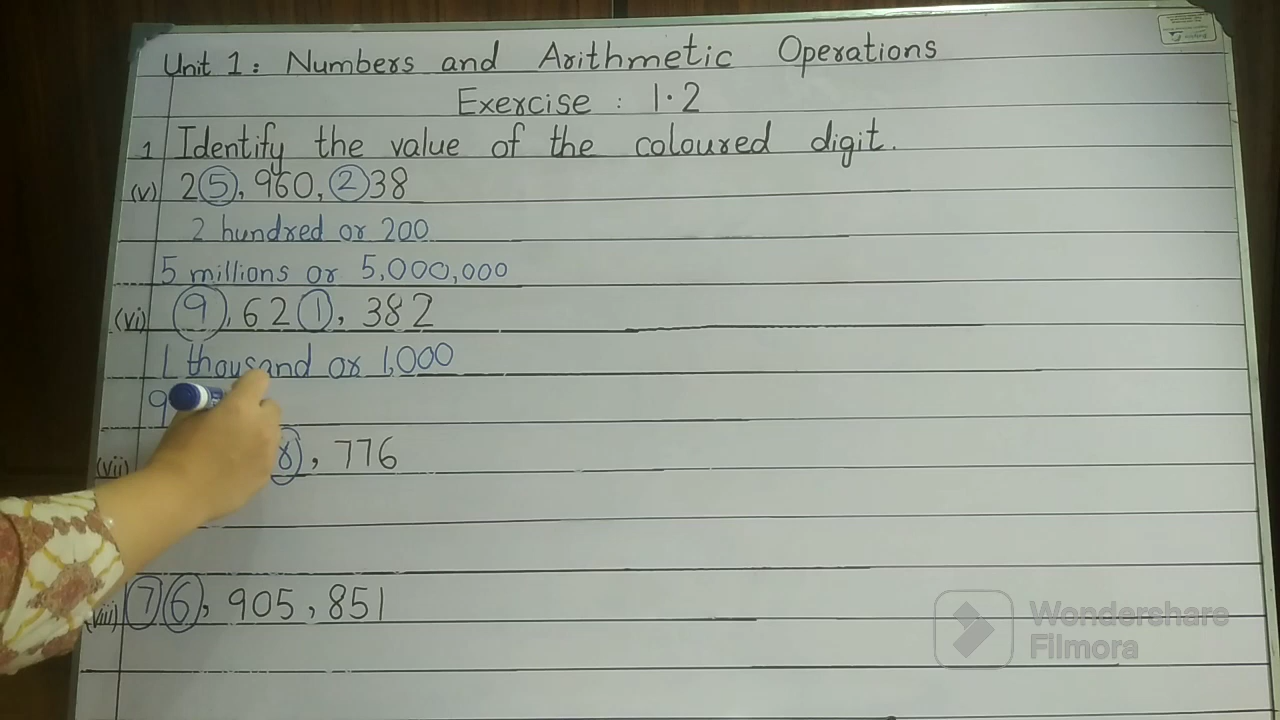 Unit 1 : Numbers and Arithmetic Operations
Exercise : 1.2
1 Identify the value of the coloured digit.
(v) 25,960,238
2 hundred or 200
5 millions or 5,000,000
(vi) 9,621,382
1 thousand or 1,000
9
(vii) 8,776
(viii) 76,905,851
Wondershare
Filmora